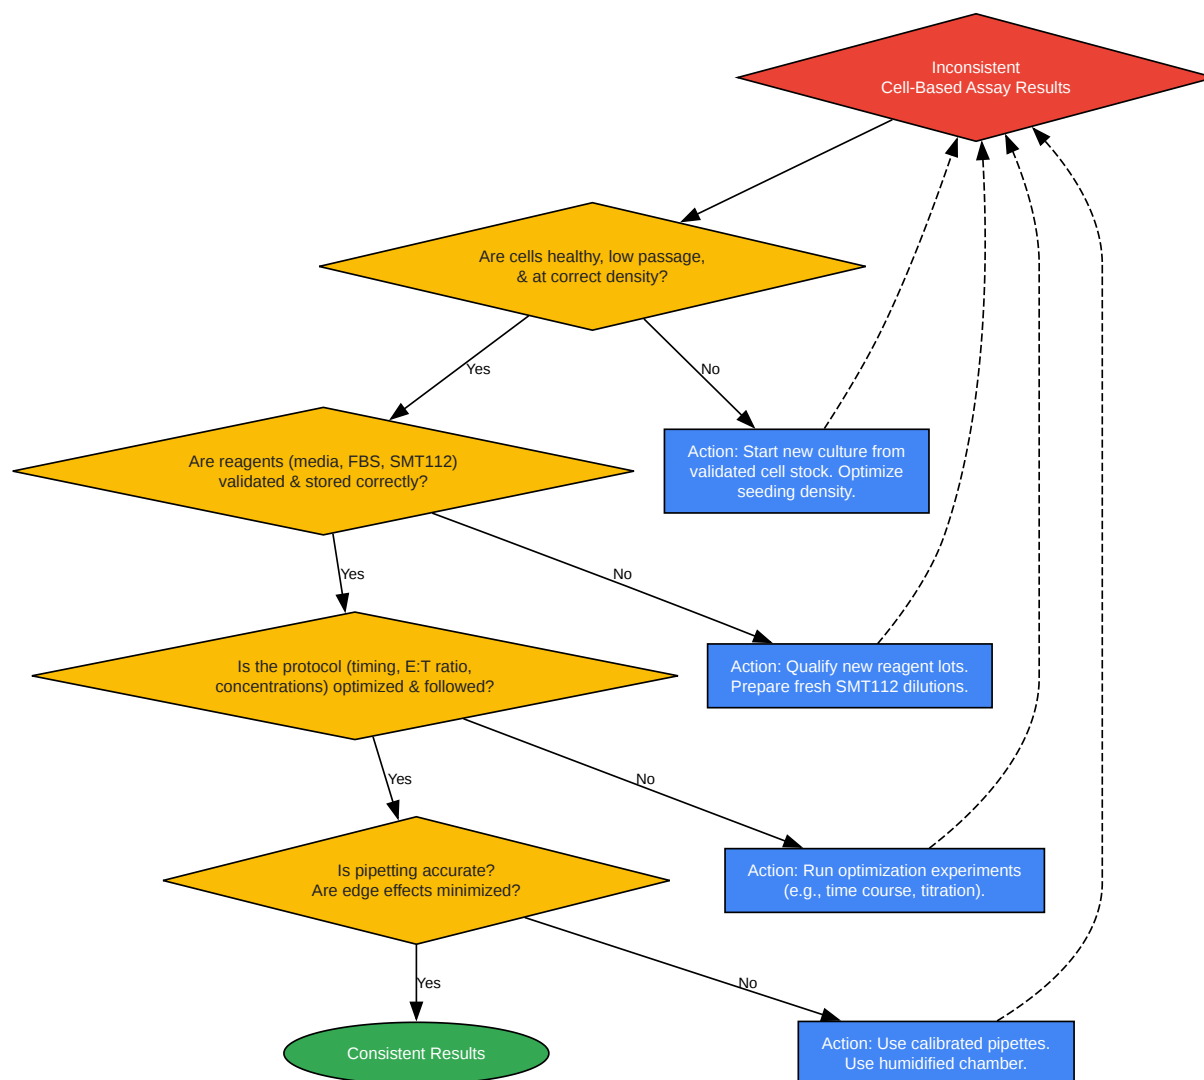 Inconsistent
Cell-Based Assay Results
Are cells healthy, low passage,
& at correct density?
Yes
No
Are reagents (media, FBS, SMT112)
validated & stored correctly?
Action: Start new culture from
validated cell stock. Optimize
seeding density.
Yes
No
Is the protocol (timing, E:T ratio,
concentrations) optimized & followed?
Action: Qualify new reagent lots.
Prepare fresh SMT112 dilutions.
Yes
No
Is pipetting accurate?
Are edge effects minimized?
Action: Run optimization experiments
(e.g., time course, titration).
Yes
No
Consistent Results
Action: Use calibrated pipettes.
Use humidified chamber.